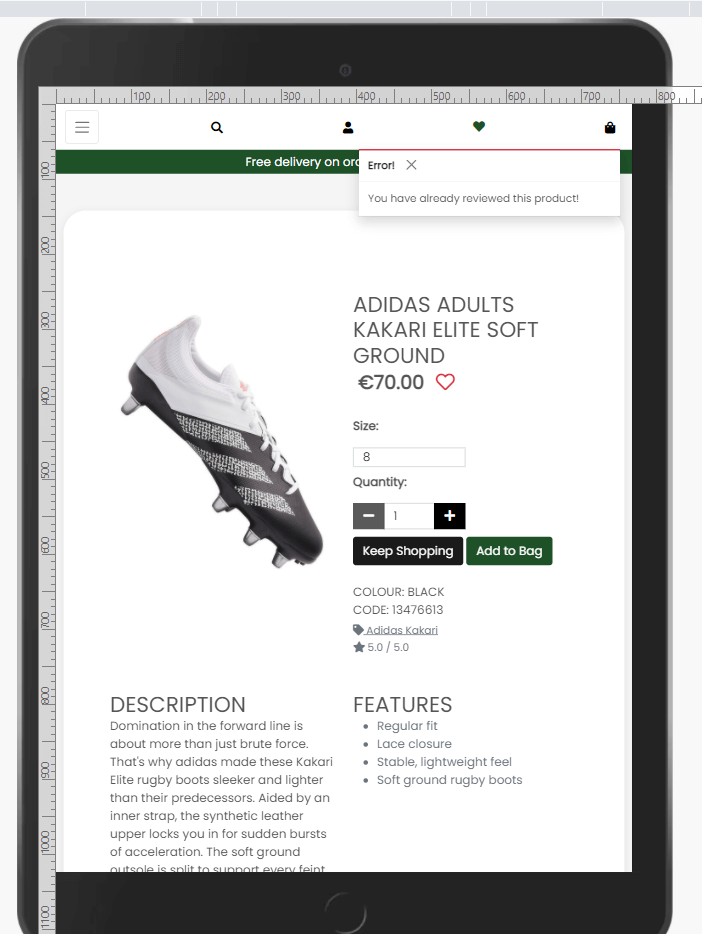 100 200 300 400 500 600 700 800
Free delivery on
Error!
You have already reviewed this product!
100
200
300
400
500
600
700
800
900
1000
1100
ADIDAS ADULTS
KAKARI ELITE SOFT
GROUND
€70.00
Size:
8
Quantity:
1
Keep Shopping Add to Bag
COLOUR: BLACK
CODE: 13476613
Adidas Kakari
5.0 / 5.0
DESCRIPTION
Domination in the forward line is
about more than just brute force.
That's why adidas made these Kakari
Elite rugby boots sleeker and lighter
than their predecessors. Aided by an
inner strap, the synthetic leather
upper locks you in for sudden bursts
of acceleration. The soft ground
outsole is split to support every feint
FEATURES
Regular fit
Lace closure
Stable, lightweight feel
Soft ground rugby boots